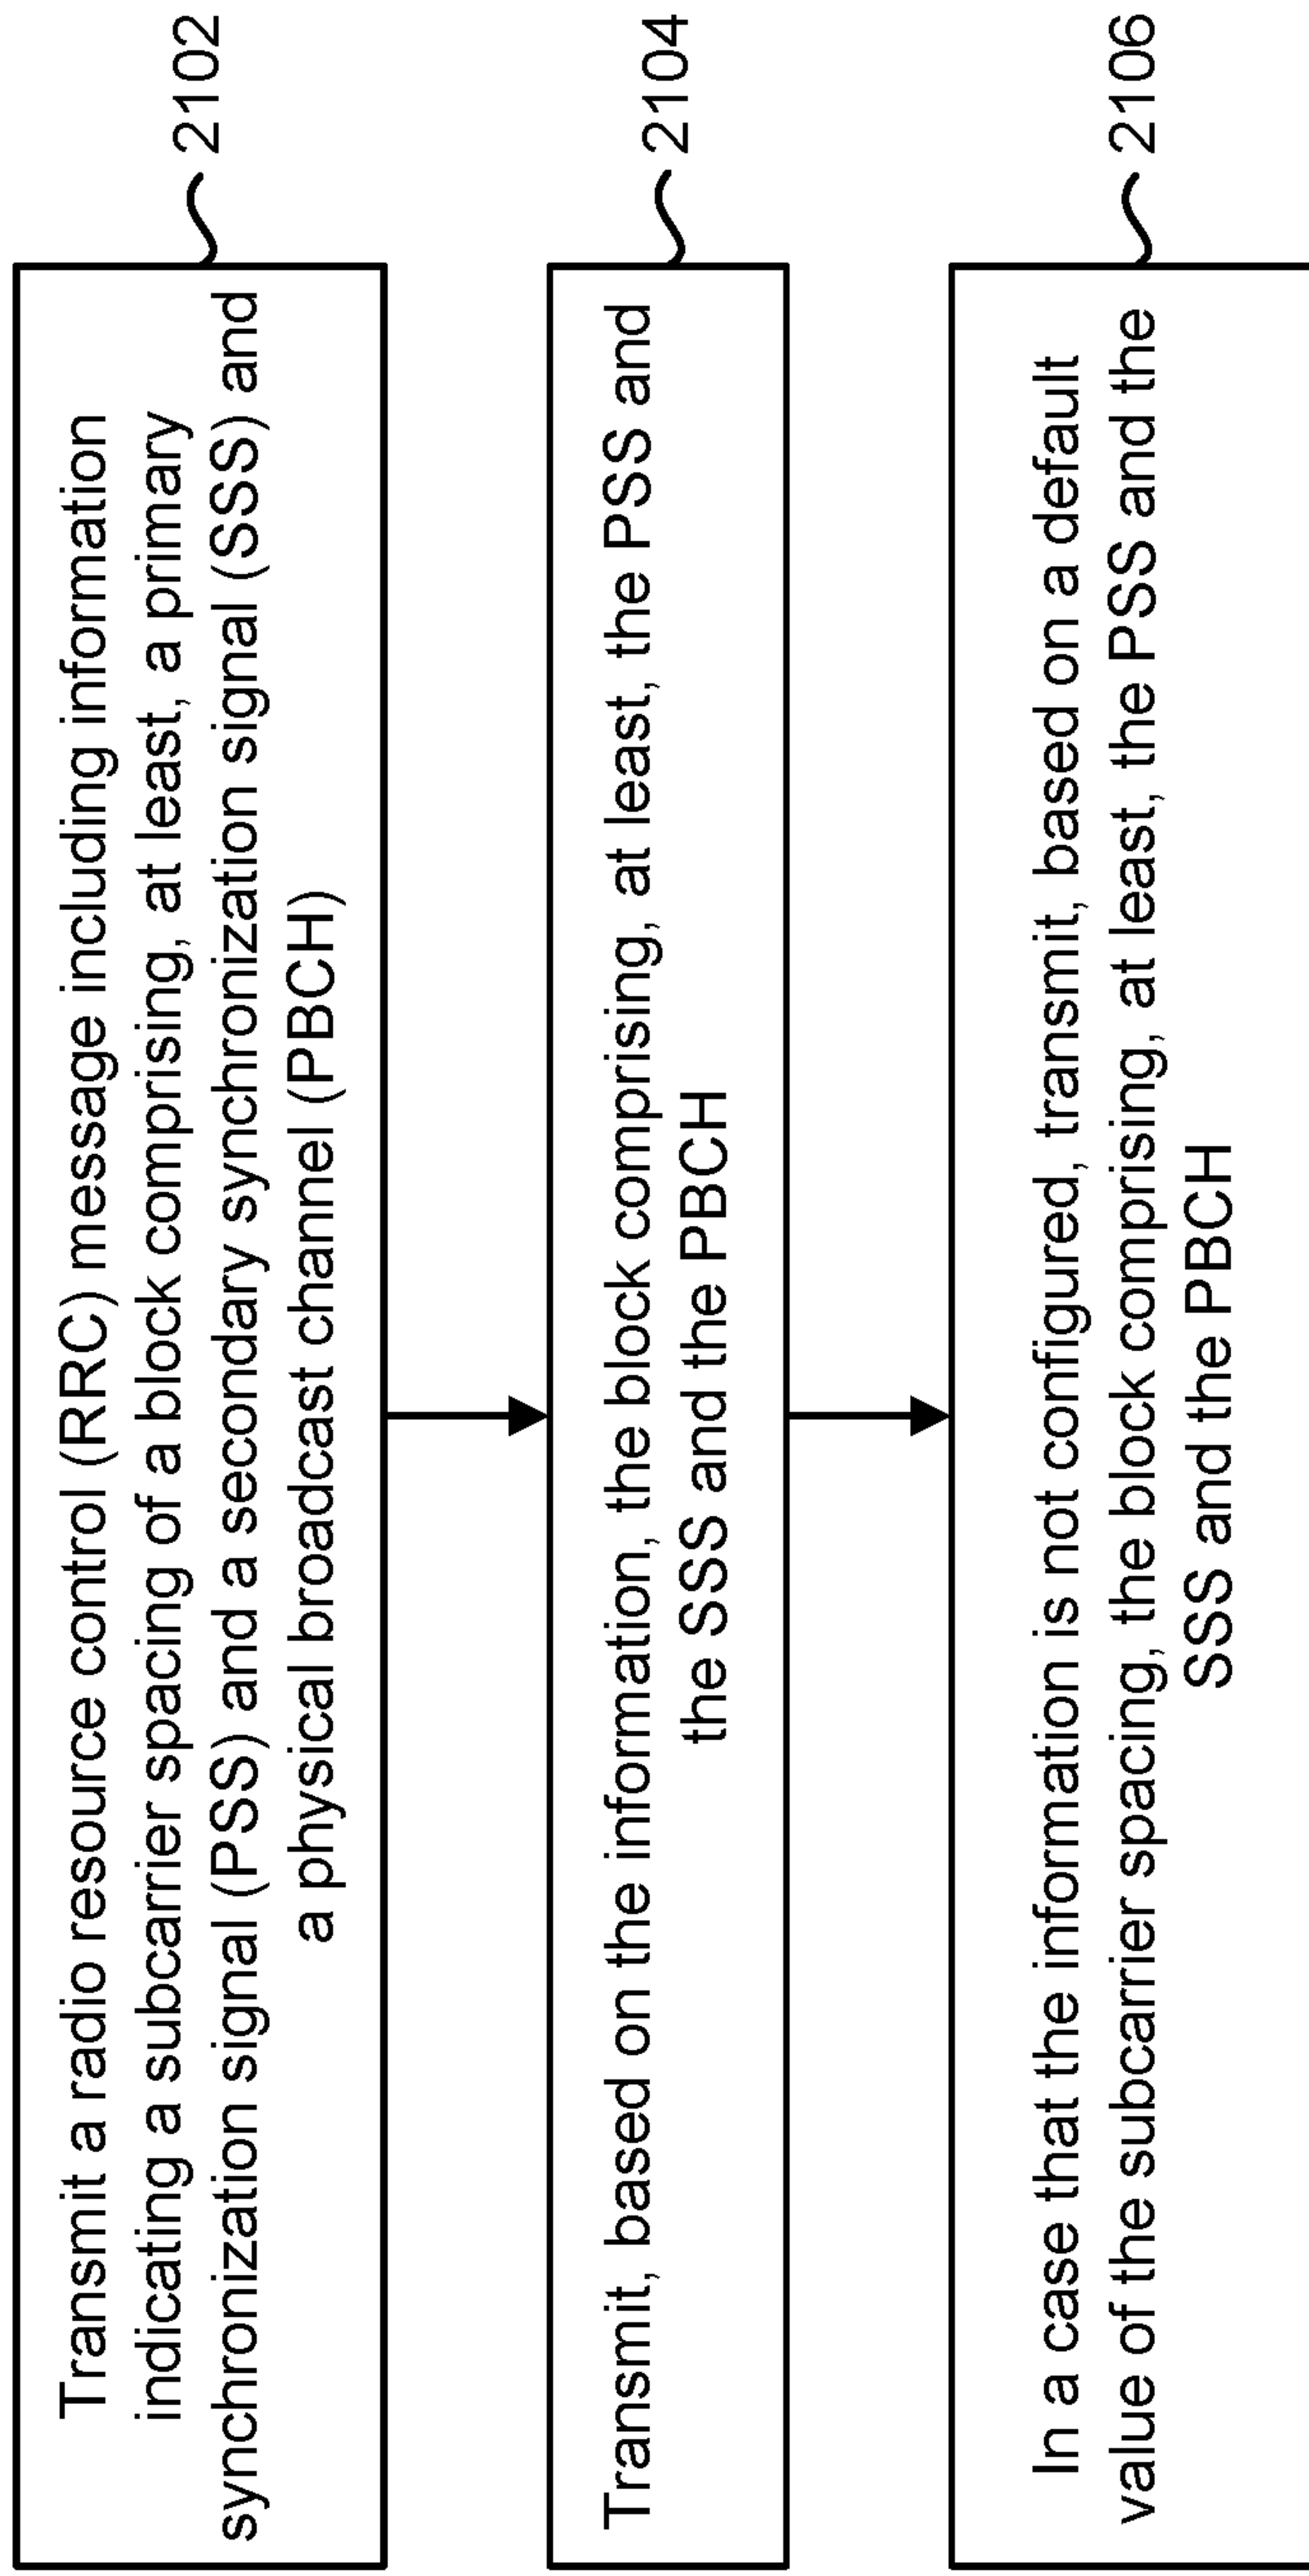 Transmit a radio resource control (RRC) message including information
indicating a subcarrier spacing of a block comprising, at least, a primary
synchronization signal (PSS) and a secondary synchronization signal (SSS) and
a physical broadcast channel (PBCH)
2102
Transmit, based on the information, the block comprising, at least, the PSS and
the SSS and the PBCH
2104
In a case that the information is not configured, transmit, based on a default
value of the subcarrier spacing, the block comprising, at least, the PSS and the
SSS and the PBCH
2106